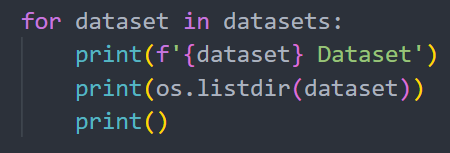 for dataset in datasets:
    print(f'{dataset} Dataset')
    print(os.listdir(dataset))
    print()